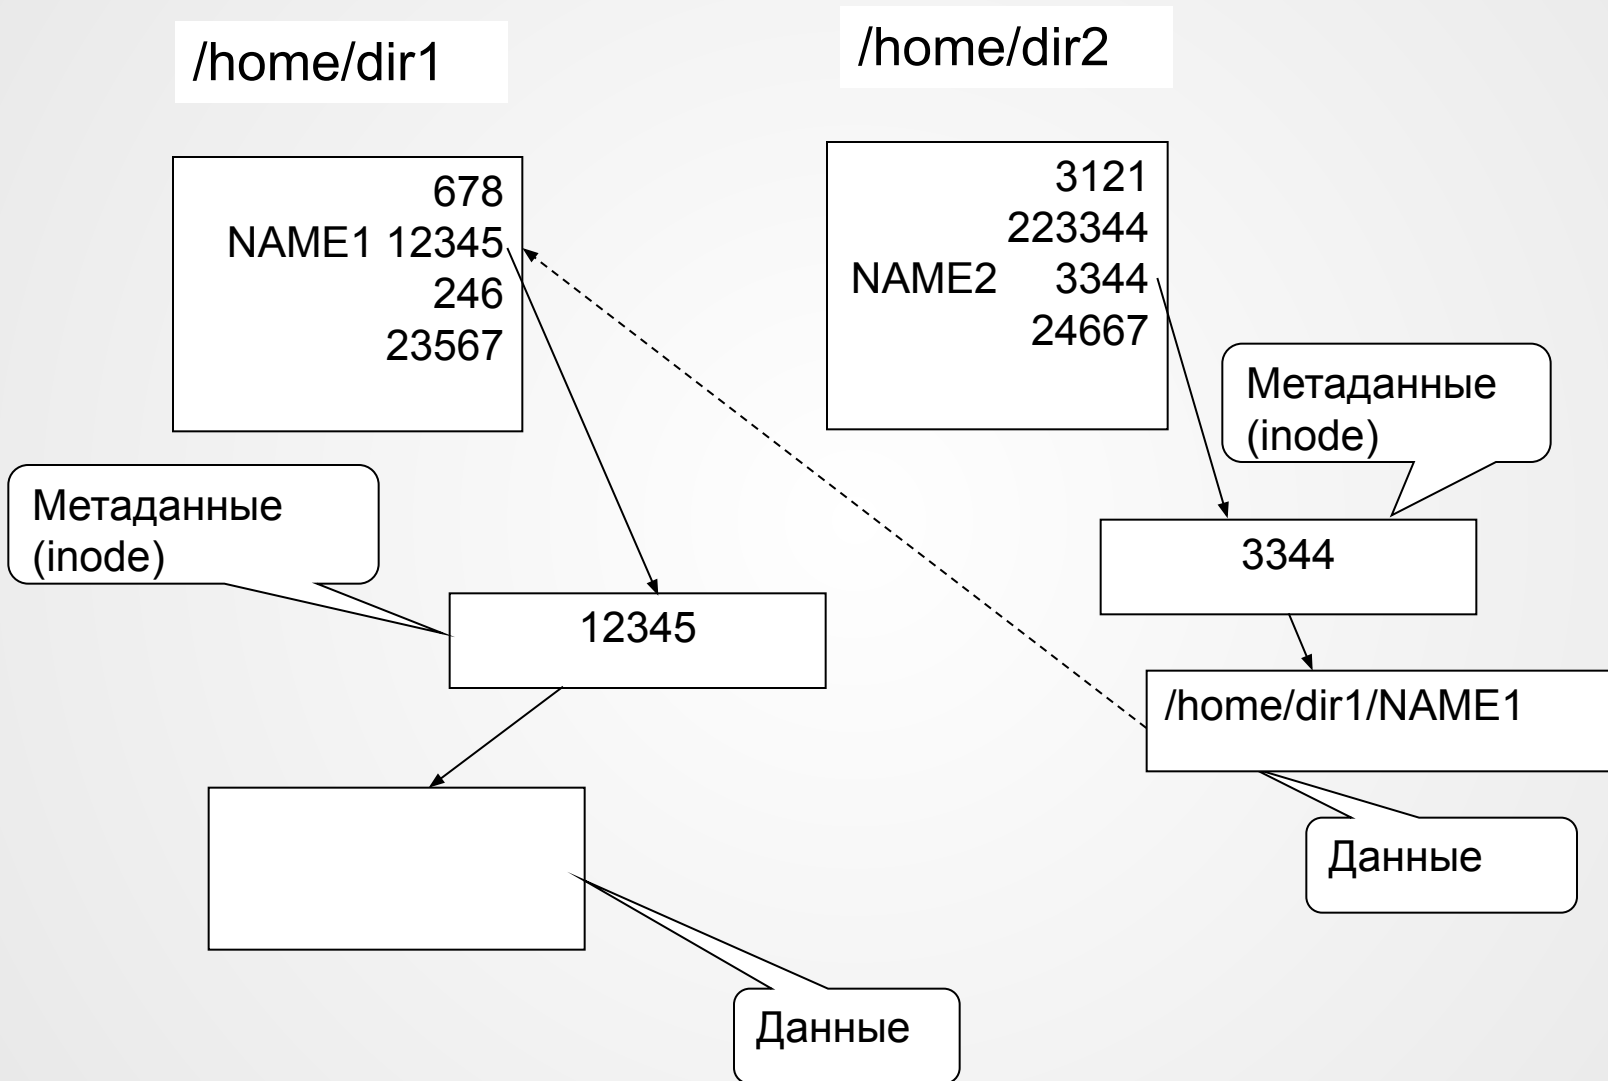 /home/dir1
/home/dir2
678
NAME1 12345
246
23567
3121
223344
NAME2 3344
24667
Метаданные
(inode)
Метаданные
(inode)
3344
12345
/home/dir1/NAME1
Данные
Данные